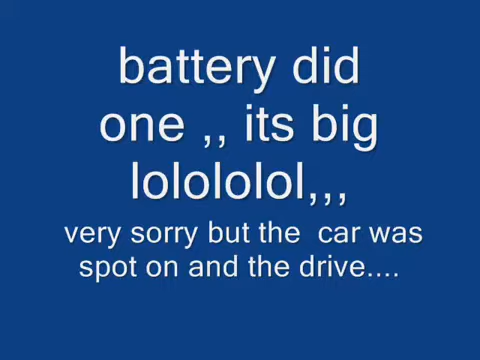 battery did
one ,, its big
lolololol,,,
very sorry but the  car was
spot on and the drive....